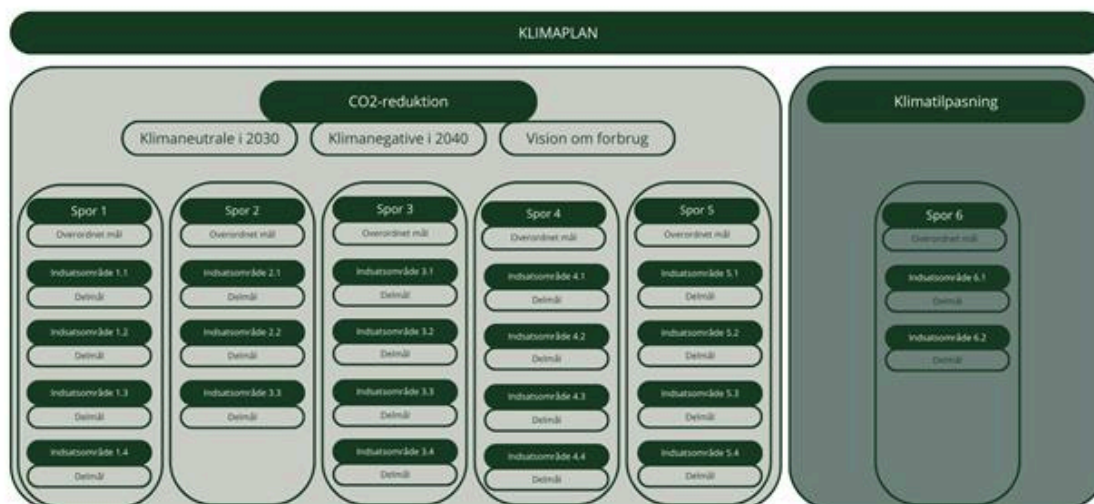 KLIMAPLAN
CO2-reduktion
Klimaneutrale i 2030
Klimanegative i 2040
Vision om forbrug
Spor 1
Overordnet mål
Indsatsområde 1.1
Delmål
Indsatsområde 1.2
Delmål
Indsatsområde 1.3
Delmål
Indsatsområde 1.4
Delmål
Spor 2
Overordnet mål
Indsatsområde 2.1
Delmål
Indsatsområde 2.2
Delmål
Indsatsområde 3.3
Delmål
Spor 3
Overordnet mål
Indsatsområde 3.1
Delmål
Indsatsområde 3.2
Delmål
Indsatsområde 3.3
Delmål
Indsatsområde 3.4
Delmål
Spor 4
Overordnet mål
Indsatsområde 4.1
Delmål
Indsatsområde 4.2
Delmål
Indsatsområde 4.3
Delmål
Indsatsområde 4.4
Delmål
Spor 5
Overordnet mål
Indsatsområde 5.1
Delmål
Indsatsområde 5.2
Delmål
Indsatsområde 5.3
Delmål
Indsatsområde 5.4
Delmål
Klimatilpasning
Spor 6
Overordnet mål
Indsatsområde 6.1
Delmål
Indsatsområde 6.2
Delmål